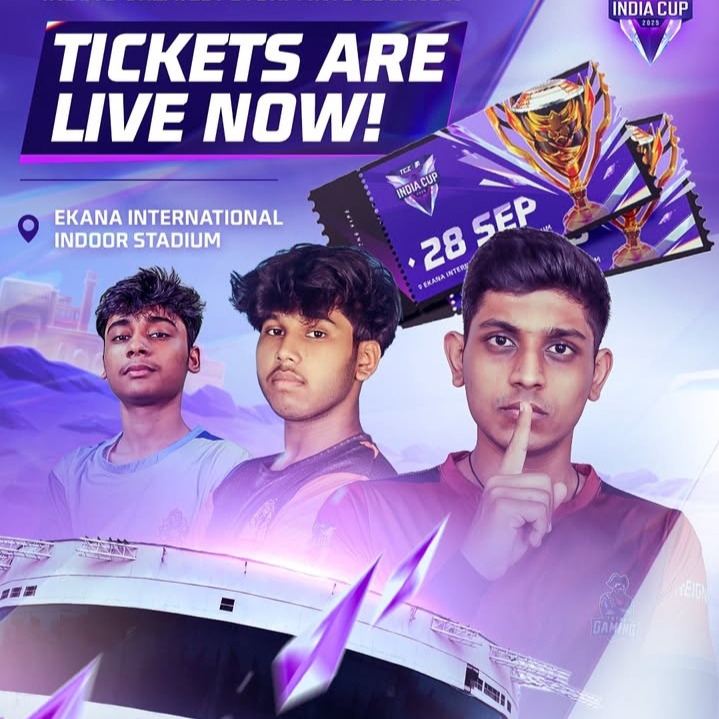 INDIA CUP
2025
TICKETS ARE
LIVE NOW!
EKANA INTERNATIONAL
INDOOR STADIUM
INDIA CUP
28 SEP
GAMING